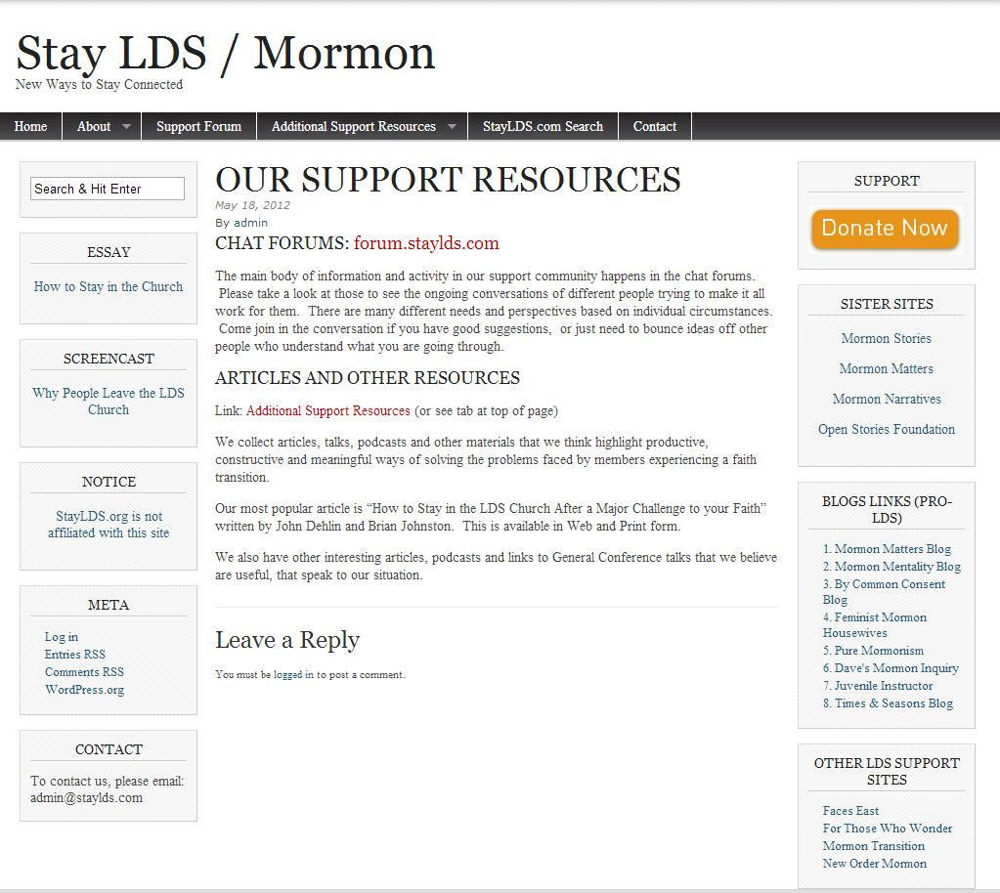 Stay LDS / Mormon
New Ways to Stay Connected
Home
About
Support Forum
Additional Support Resources
StayLDS.com Search
Contact
Search & Hit Enter
ESSAY
How to Stay in the Church
SCREENCAST
Why People Leave the LDS
Church
NOTICE
StayLDS.org is not
affiliated with this site
META
Log in
Entries RSS
Comments RSS
WordPress.org
CONTACT
To contact us, please email:
admin@staylds.com
OUR SUPPORT RESOURCES
May 18, 2012
By admin
CHAT FORUMS: forum.staylds.com
The main body of information and activity in our support community happens in the chat forums.
Please take a look at those to see the ongoing conversations of different people trying to make it all
work for them.  There are many different needs and perspectives based on individual circumstances.
Come join in the conversation if you have good suggestions,  or just need to bounce ideas off other
people who understand what you are going through.
ARTICLES AND OTHER RESOURCES
Link: Additional Support Resources (or see tab at top of page)
We collect articles, talks, podcasts and other materials that we think highlight productive,
constructive and meaningful ways of solving the problems faced by members experiencing a faith
transition.
Our most popular article is “How to Stay in the LDS Church After a Major Challenge to your Faith”
written by John Dehlin and Brian Johnston.  This is available in Web and Print form.
We also have other interesting articles, podcasts and links to General Conference talks that we believe
are useful, that speak to our situation.
Leave a Reply
You must be logged in to post a comment.
SUPPORT
Donate Now
SISTER SITES
Mormon Stories
Mormon Matters
Mormon Narratives
Open Stories Foundation
BLOGS LINKS (PRO-
LDS)
1. Mormon Matters Blog
2. Mormon Mentality Blog
3. By Common Consent
Blog
4. Feminist Mormon
Housewives
5. Pure Mormonism
6. Dave's Mormon Inquiry
7. Juvenile Instructor
8. Times & Seasons Blog
OTHER LDS SUPPORT
SITES
Faces East
For Those Who Wonder
Mormon Transition
New Order Mormon